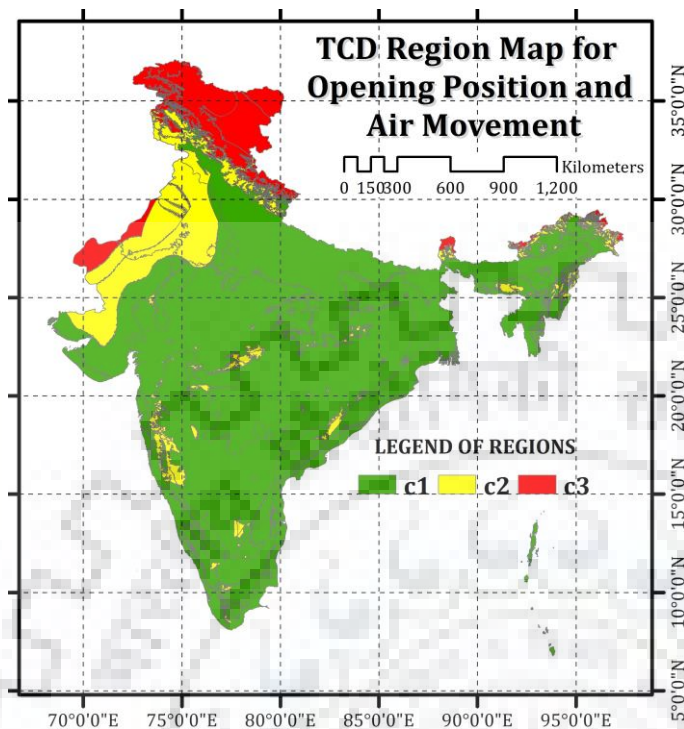 TCD Region Map for
Opening Position and
Air Movement
Kilometers
0 150300 600 900 1,200
35°0'0"N
30°0'0"N
25°0'0"N
20°0'0"N
15°0'0"N
10°0'0"N
5°0'0"N
LEGEND OF REGIONS
c1 c2 c3
70°0'0"E 75°0'0"E 80°0'0"E 85°0'0"E 90°0'0"E 95°0'0"E